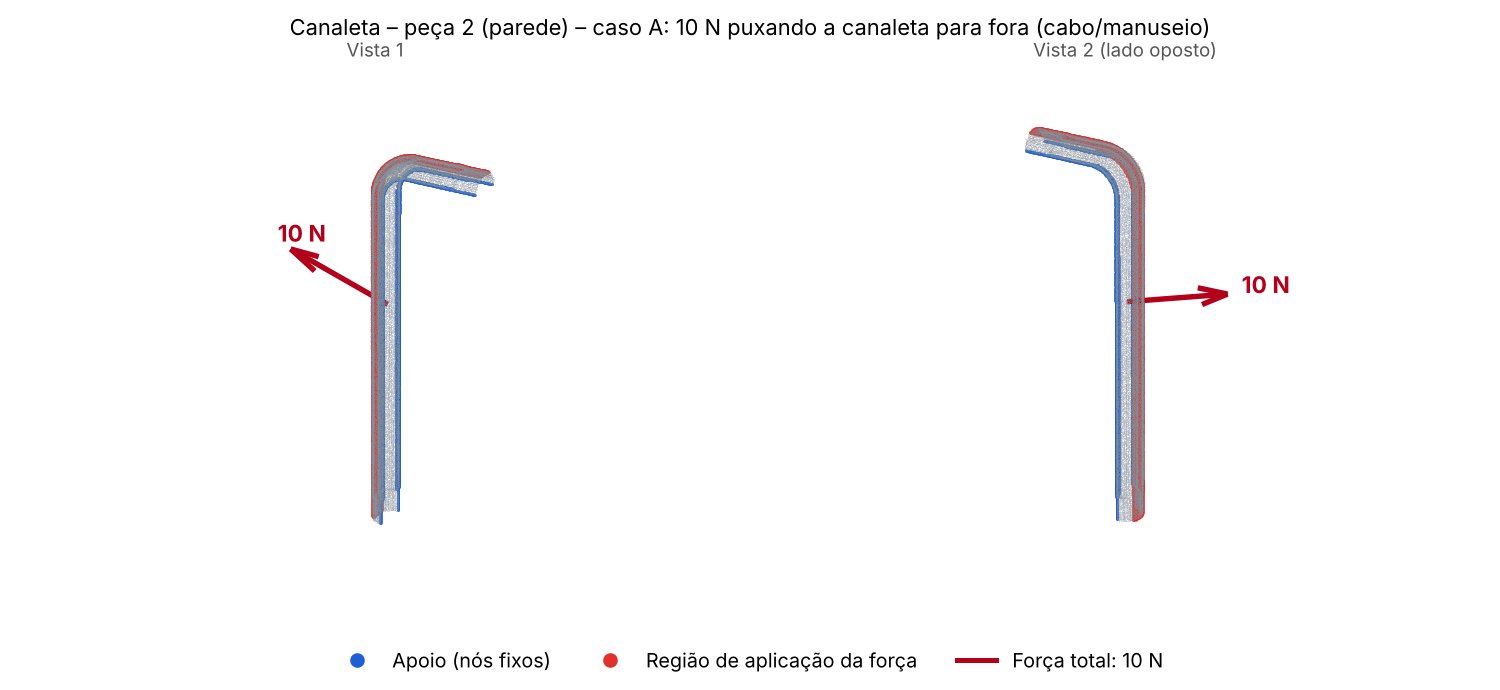 Canaleta – peça 2 (parede) – caso A: 10 N puxando a canaleta para fora (cabo/manuseio)
Vista 1
Vista 2 (lado oposto)
10 N
10 N
Apoio (nós fixos)
Região de aplicação da força
Força total: 10 N